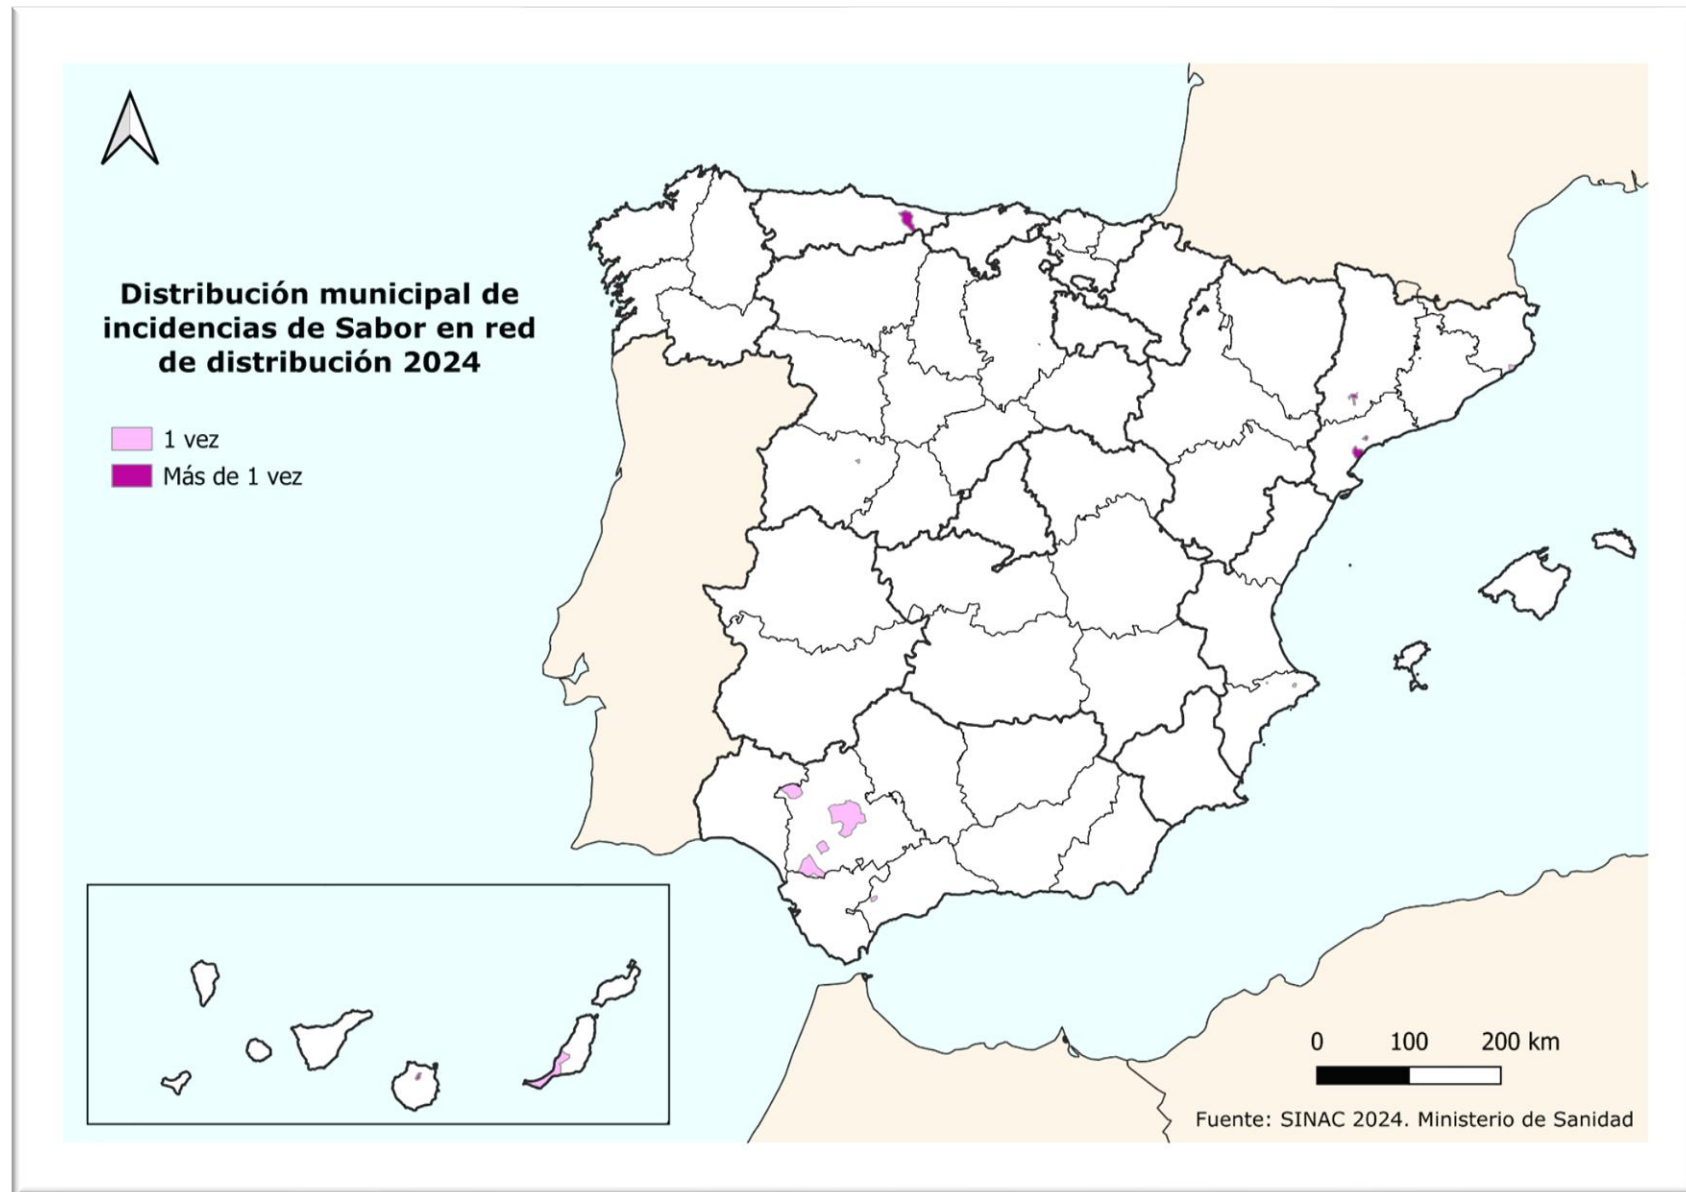 Distribución municipal de
incidencias de Sabor en red
de distribución 2024
1 vez
Más de 1 vez
0 100 200 km
Fuente: SINAC 2024. Ministerio de Sanidad